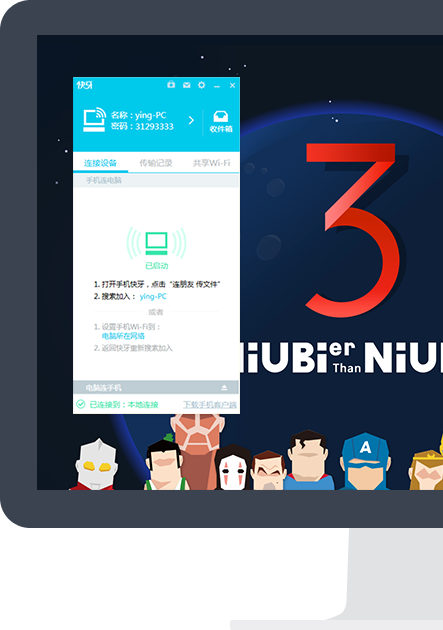 快牙
名称：ying-PC
密码：31293333
收件箱
连接设备 传输记录 共享Wi-Fi
手机连电脑
已启动
1. 打开手机快牙，点击“连朋友 传文件”
2. 搜索加入： ying-PC
或者
1. 设置手机Wi-Fi到：
电脑所在网络
2. 返回快牙重新搜索加入
电脑连手机
已连接到：本地连接 下载手机客户端
3
iUBier Than NiU
A